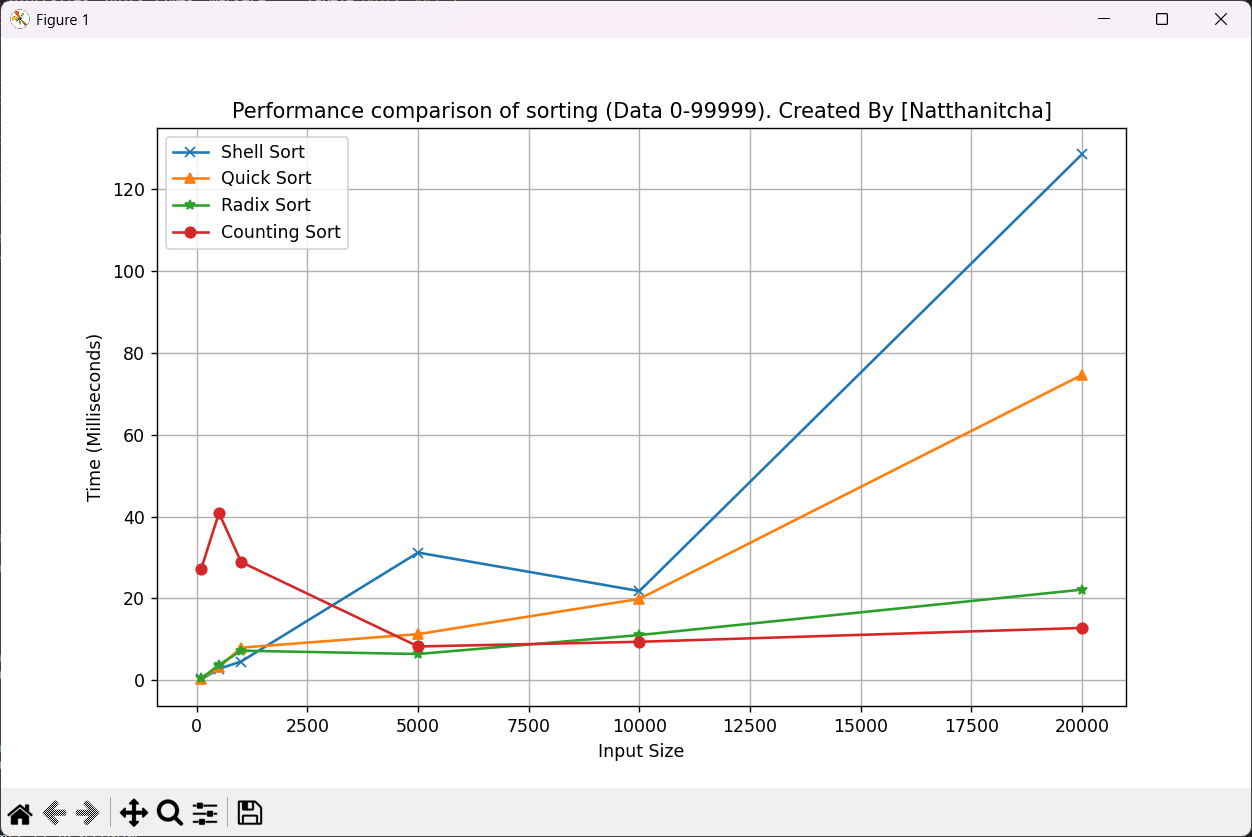 Figure 1
Performance comparison of sorting (Data 0-99999). Created By [Natthanitcha]
Shell Sort
Quick Sort
Radix Sort
Counting Sort
120
100
80
60
40
20
0
Time (Milliseconds)
0 2500 5000 7500 10000 12500 15000 17500 20000
Input Size